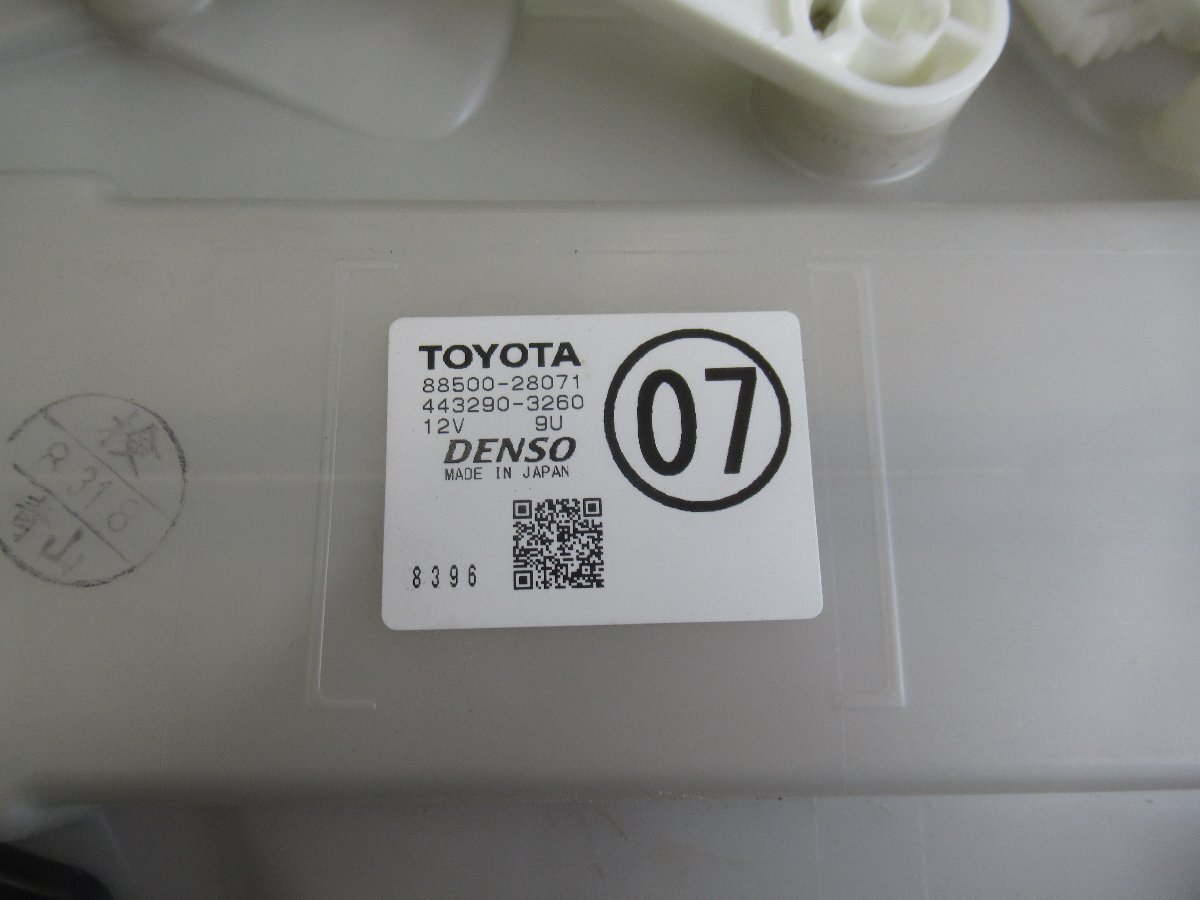 TOYOTA
88500-28071
443290-3260
12V 9U
DENSO
MADE IN JAPAN
07
8396